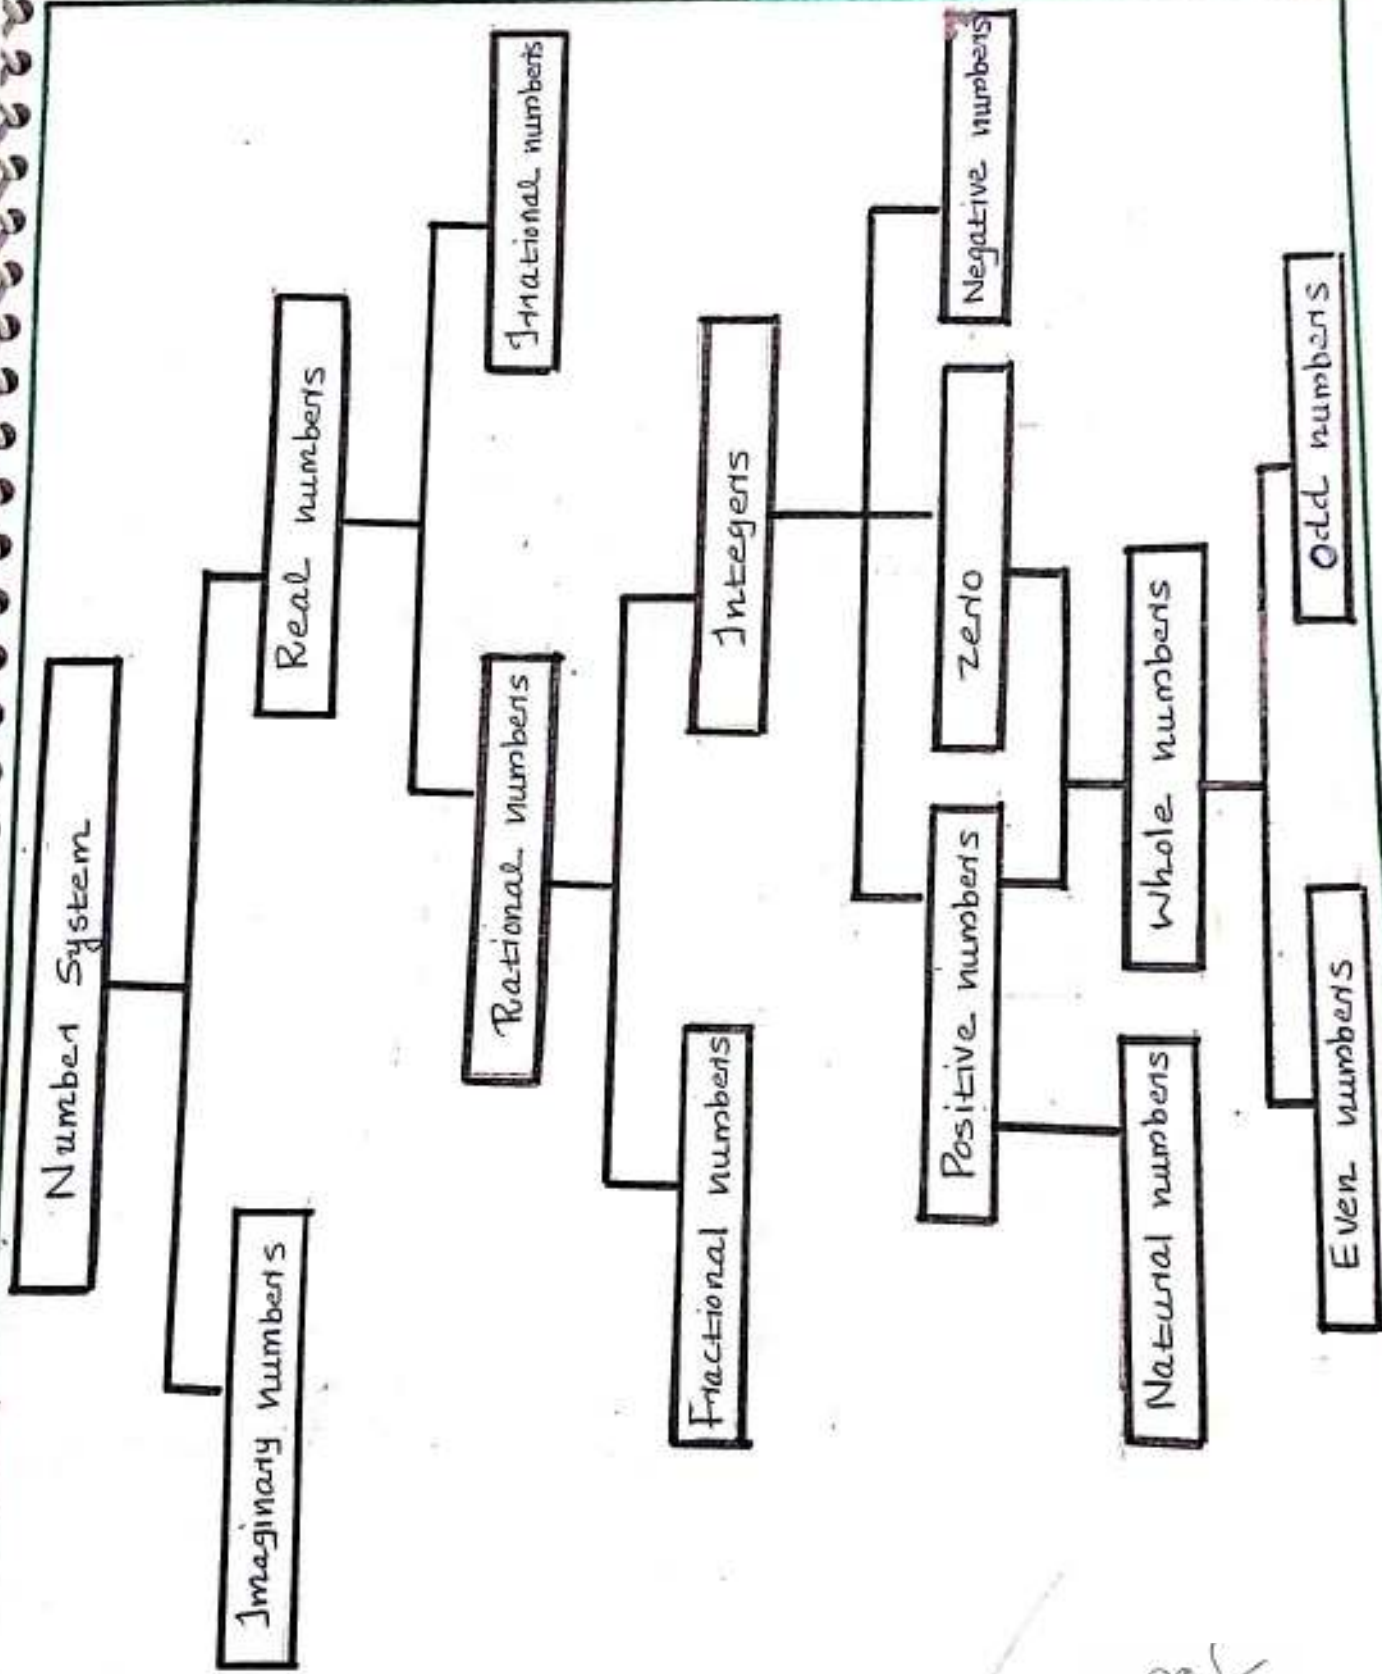 Number System
Imaginary numbers
Real numbers
Rational numbers
Irrational numbers
Fractional numbers
Integers
Positive numbers
zero
Negative numbers
Natural numbers
Whole numbers
Even numbers
Odd numbers